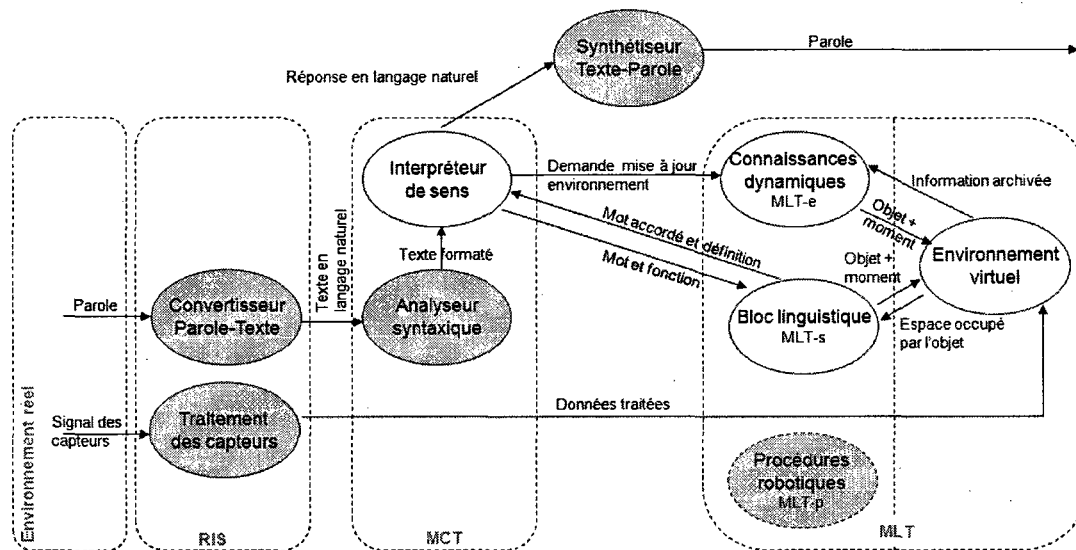 Synthétiseur
Texte-Parole
Parole
Réponse en langage naturel
Interpréteur
de sens
Demande mise à jour
environnement
Connaissances
dynamiques
MLT-e
Information archivée
Objet +
moment
Mot accordé et définition
Mot et fonction
Texte formaté
Texte en
langage naturel
Objet +
moment
Environnement
virtuel
Parole
Convertisseur
Parole-Texte
Analyseur
syntaxique
Bloc linguistique
MLT-s
Espace occupé
par l'objet
Signal des
capteurs
Traitement
des capteurs
Données traitées
Procédures
robotiques
MLT-p
Environnement réel
RIS
MCT
MLT